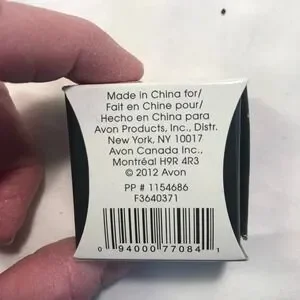 Made in China for/
Fait en Chine pour/
Hecho en China para
Avon Products, Inc., Distr.
New York, NY 10017
Avon Canada Inc.,
Montréal H9R 4R3
© 2012 Avon
PP # 1154686
F3640371
0 94000 77084 1